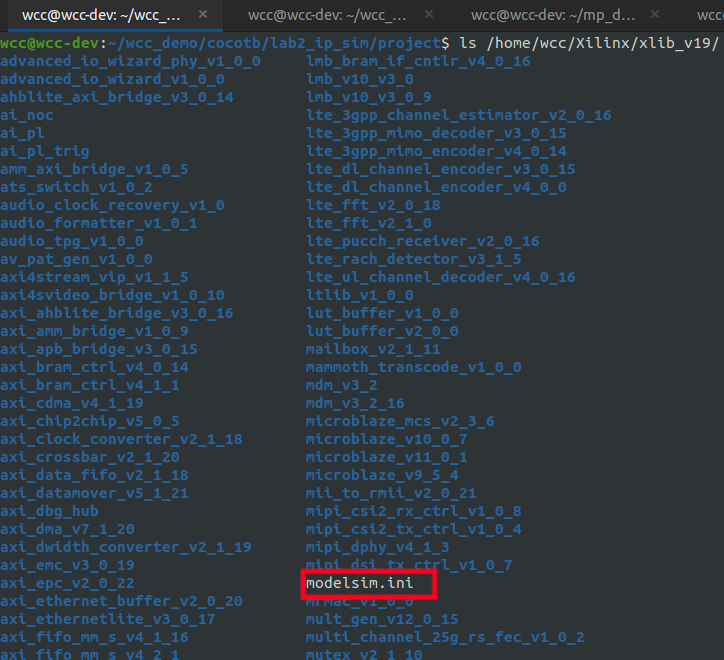 wcc@wcc-dev: ~/wcc_... × wcc@wcc-dev: ~/wcc_... × wcc@wcc-dev: ~/mp_d... × wcc
wcc@wcc-dev:~/wcc_demo/cocotb/lab2_ip_sim/project$ ls /home/wcc/Xilinx/xlib_v19/
advanced_io_wizard_phy_v1_0_0 lmb_bram_if_cntlr_v4_0_16
advanced_io_wizard_v1_0_0 lmb_v10_v3_0
ahblite_axi_bridge_v3_0_14 lmb_v10_v3_0_9
ai_noc lte_3gpp_channel_estimator_v2_0_16
ai_pl lte_3gpp_mimo_decoder_v3_0_15
ai_pl_trig lte_3gpp_mimo_encoder_v4_0_14
amm_axi_bridge_v1_0_5 lte_dl_channel_encoder_v3_0_15
ats_switch_v1_0_2 lte_dl_channel_encoder_v4_0_0
audio_clock_recovery_v1_0 lte_fft_v2_0_18
audio_formatter_v1_0_1 lte_fft_v2_1_0
audio_tpg_v1_0_0 lte_pucch_receiver_v2_0_16
av_pat_gen_v1_0_0 lte_rach_detector_v3_1_5
axi4stream_vip_v1_1_5 lte_ul_channel_decoder_v4_0_16
axi4svideo_bridge_v1_0_10 ltlib_v1_0_0
axi_ahblite_bridge_v3_0_16 lut_buffer_v1_0_0
axi_amm_bridge_v1_0_9 lut_buffer_v2_0_0
axi_apb_bridge_v3_0_15 mailbox_v2_1_11
axi_bram_ctrl_v4_0_14 mammoth_transcode_v1_0_0
axi_bram_ctrl_v4_1_1 mdm_v3_2
axi_cdma_v4_1_19 mdm_v3_2_16
axi_chip2chip_v5_0_5 microblaze_mcs_v2_3_6
axi_clock_converter_v2_1_18 microblaze_v10_0_7
axi_crossbar_v2_1_20 microblaze_v11_0_1
axi_data_fifo_v2_1_18 microblaze_v9_5_4
axi_datamover_v5_1_21 mii_to_rmii_v2_0_21
axi_dbg_hub mipi_csi2_rx_ctrl_v1_0_8
axi_dma_v7_1_20 mipi_csi2_tx_ctrl_v1_0_4
axi_dwidth_converter_v2_1_19 mipi_dphy_v4_1_3
axi_emc_v3_0_19 mipi_dsi_tx_ctrl_v1_0_7
axi_epc_v2_0_22 modelsim.ini
axi_ethernet_buffer_v2_0_20 mrmac_v1_0_0
axi_ethernetlite_v3_0_17 mult_gen_v12_0_15
axi_fifo_mm_s_v4_1_16 multi_channel_25g_rs_fec_v1_0_2
axi_fifo_mm_s_v4_2_1 mutex_v2_1_10